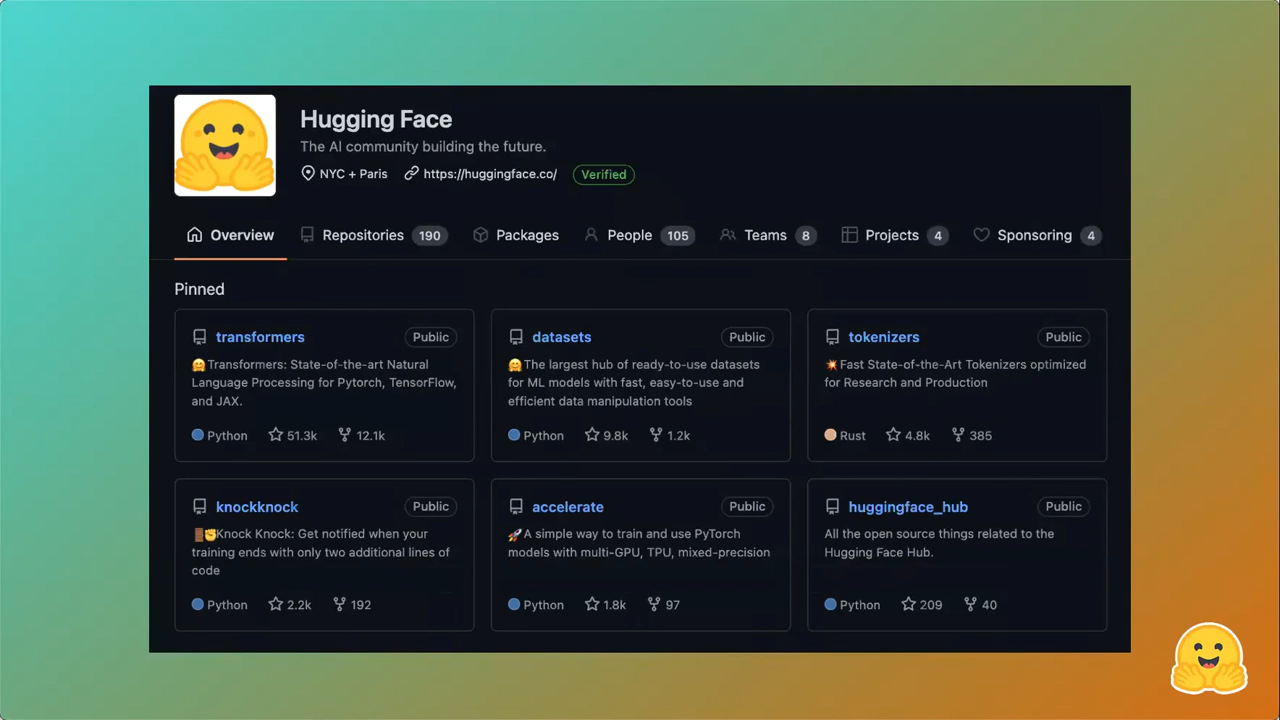 Hugging Face
The AI community building the future.
NYC + Paris https://huggingface.co/ Verified
Overview Repositories 190 Packages People 105 Teams 8 Projects 4 Sponsoring 4
Pinned
transformers Public
🤗Transformers: State-of-the-art Natural
Language Processing for Pytorch, TensorFlow,
and JAX.
Python 51.3k 12.1k
datasets Public
🤗The largest hub of ready-to-use datasets
for ML models with fast, easy-to-use and
efficient data manipulation tools
Python 9.8k 1.2k
tokenizers Public
💥Fast State-of-the-Art Tokenizers optimized
for Research and Production
Rust 4.8k 385
knockknock Public
🚪✊Knock Knock: Get notified when your
training ends with only two additional lines of
code
Python 2.2k 192
accelerate Public
🚀A simple way to train and use PyTorch
models with multi-GPU, TPU, mixed-precision
Python 1.8k 97
huggingface_hub Public
All the open source things related to the
Hugging Face Hub.
Python 209 40